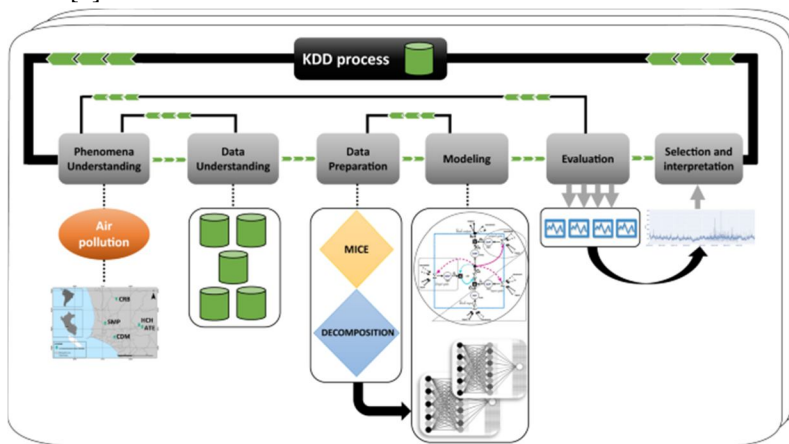 KDD process
Phenomena
Understanding
Data
Understanding
Data
Preparation
Modeling
Evaluation
Selection and
interpretation
Air
pollution
MICE
DECOMPOSITION
CRB
SMP
HCH
ATE
CDM